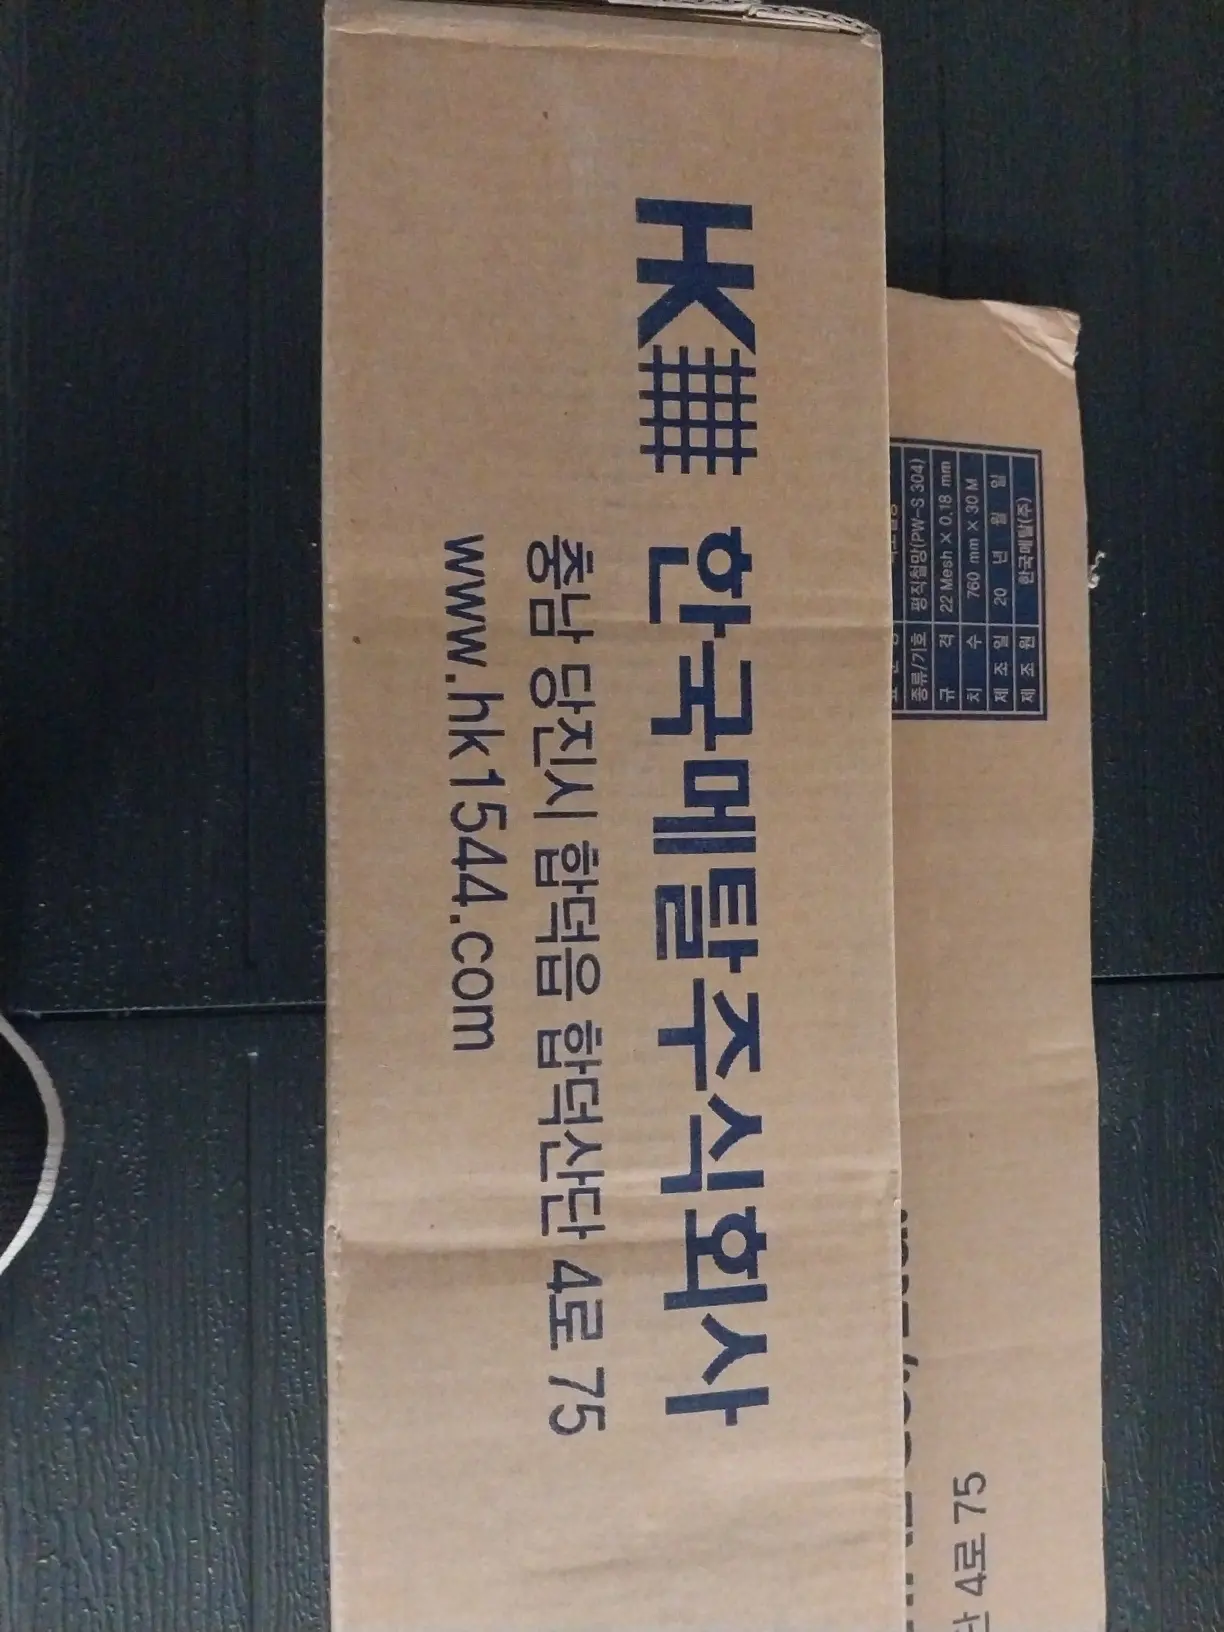 HK 한국메탈주식회사
충남 당진시 합덕읍 합덕산단 4로 75
www.hk1544.com
종류/기호 평직철망(PW-S 304)
규 격 22 Mesh X 0.18 mm
치 수 760 mm X 30 M
제 조 일 20 년 월 일
제 조 원 한국메탈(주)
단 4로 75